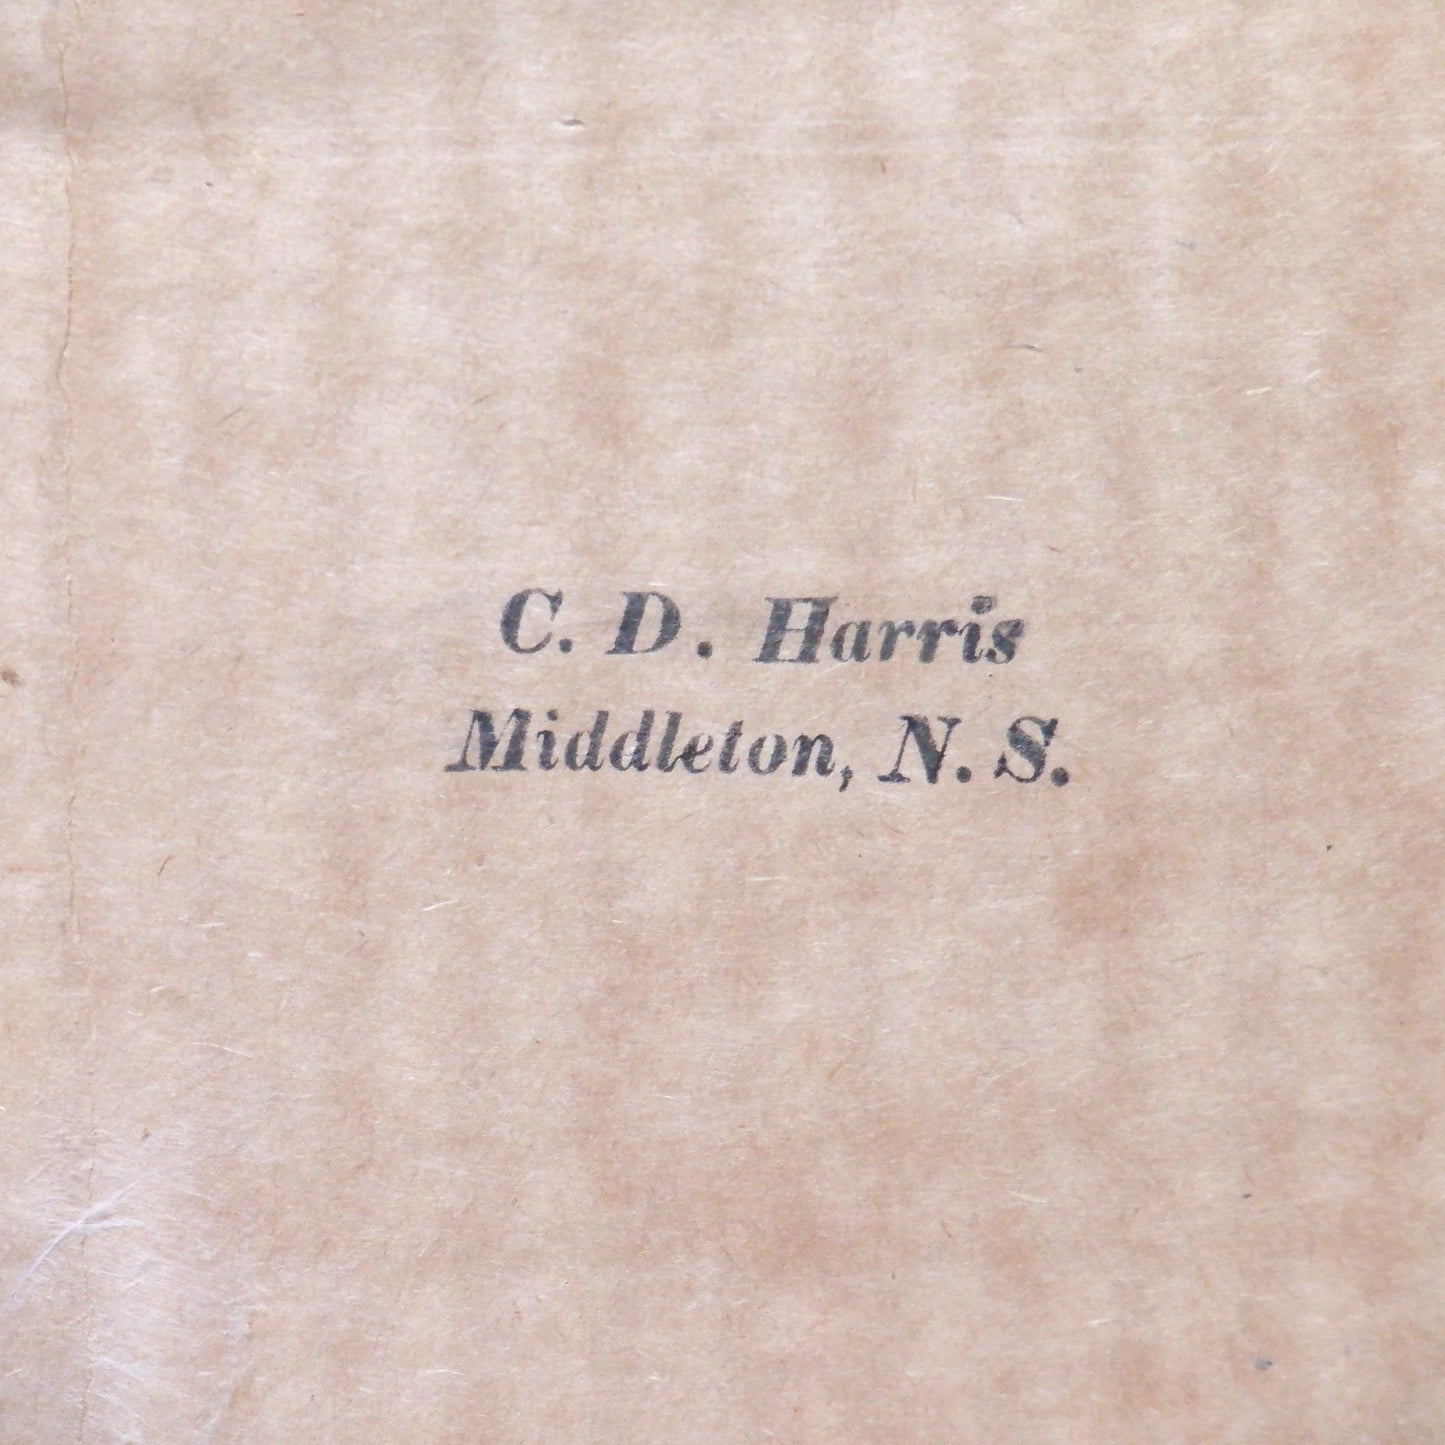 C. D. Harris
Middleton, N. S.